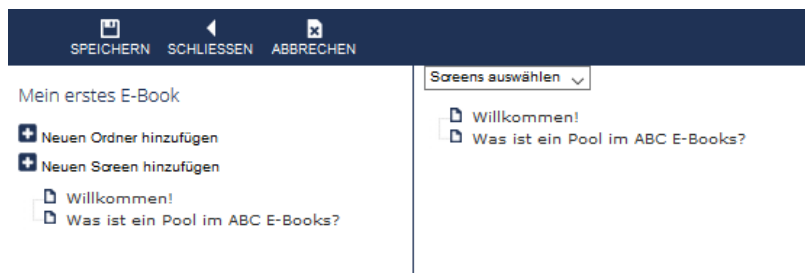 SPEICHERN SCHLIESSEN ABBRECHEN
Mein erstes E-Book
Neuen Ordner hinzufügen
Neuen Screen hinzufügen
Willkommen!
Was ist ein Pool im ABC E-Books?
Screens auswählen
Willkommen!
Was ist ein Pool im ABC E-Books?